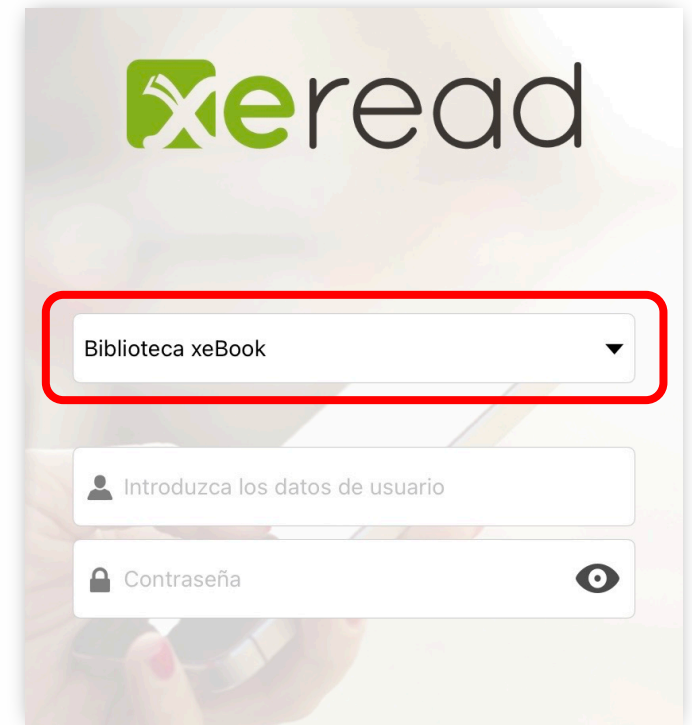 xeread
Biblioteca xeBook
Introduzca los datos de usuario
Contraseña